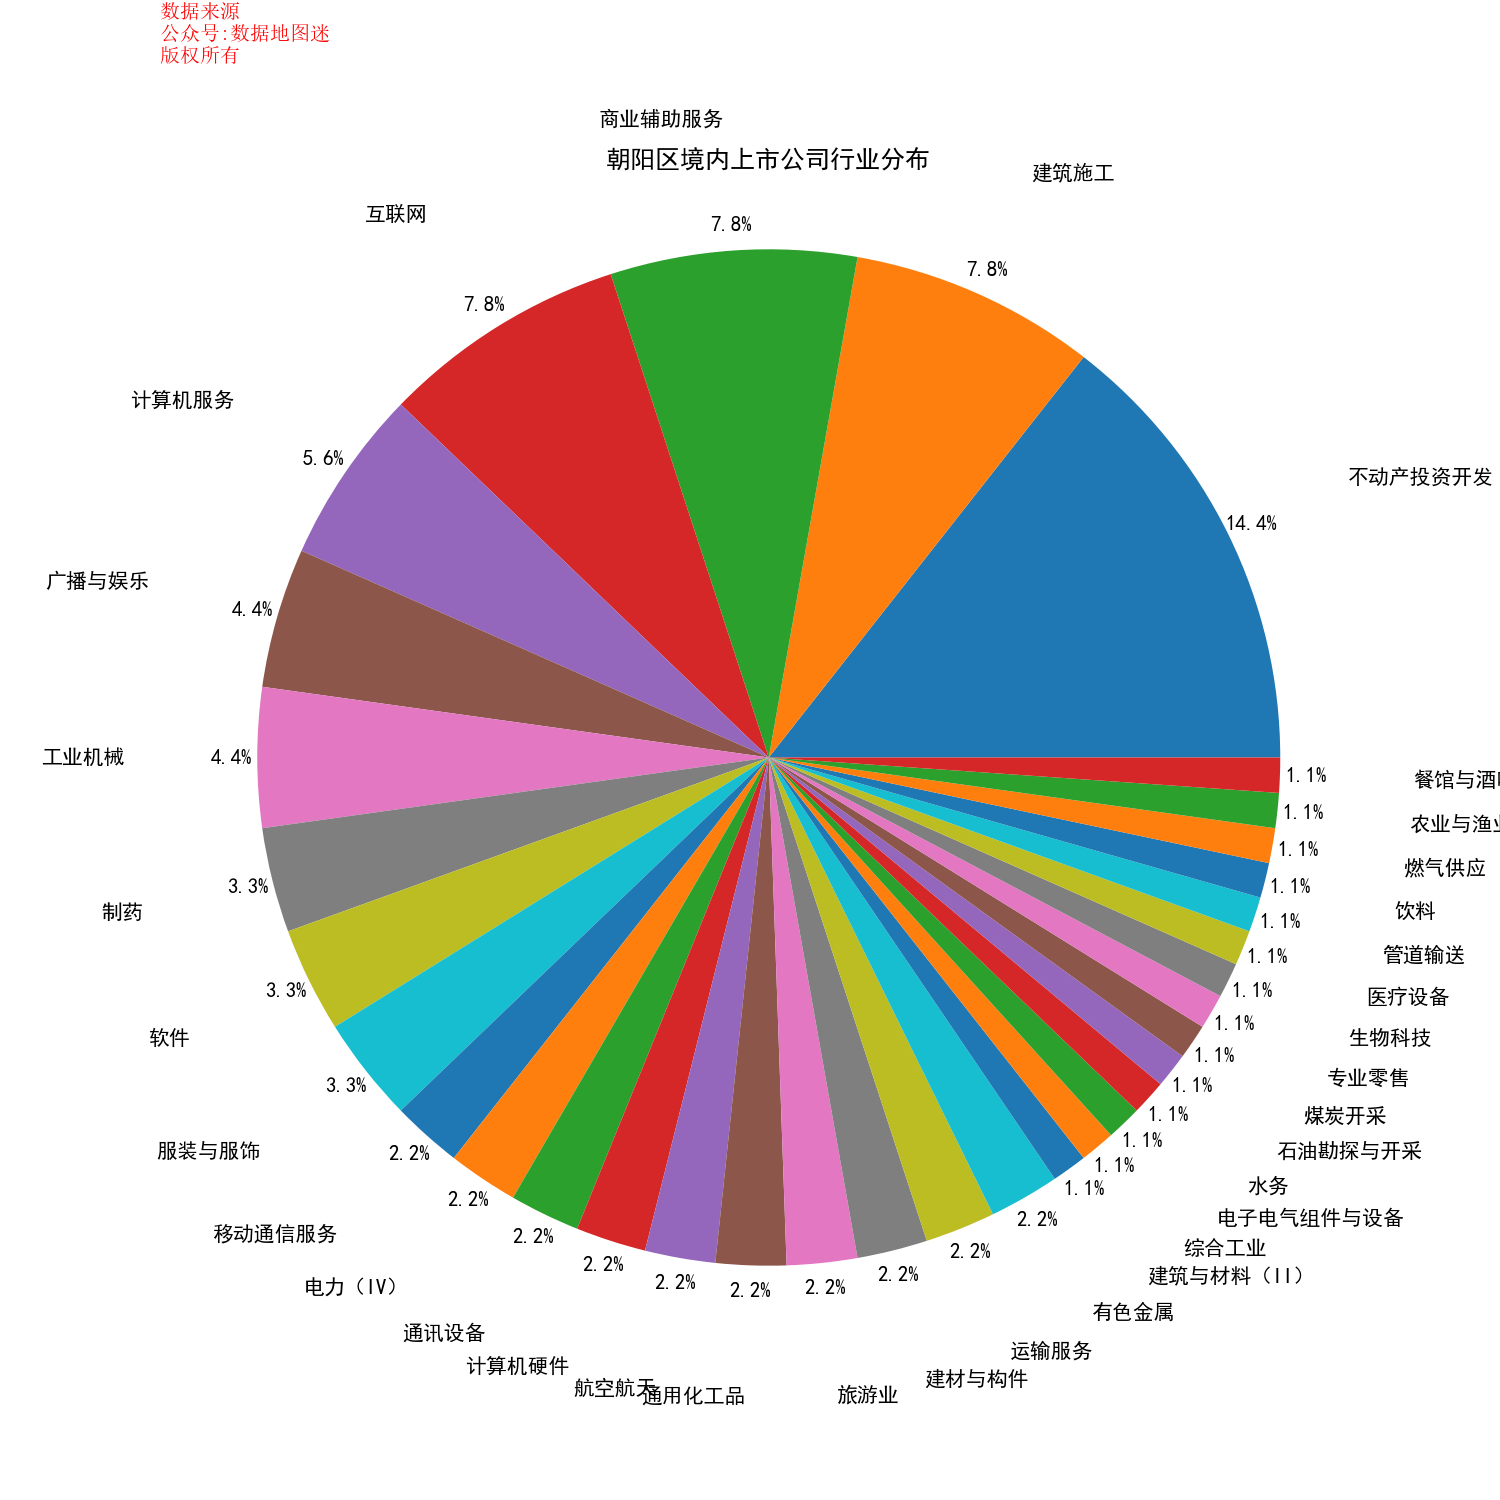 数据来源
公众号:数据地图迷
版权所有
商业辅助服务
朝阳区境内上市公司行业分布
建筑施工
互联网
7.8%
7.8%
7.8%
计算机服务
5.6%
不动产投资开发
14.4%
广播与娱乐
4.4%
工业机械
4.4%
1.1%
餐馆与酒
1.1%
农业与渔业
1.1%
燃气供应
3.3%
1.1%
制药
饮料
1.1%
1.1%
管道输送
3.3%
1.1%
医疗设备
1.1%
软件
生物科技
1.1%
专业零售
3.3%
1.1%
1.1%
煤炭开采
1.1%
服装与服饰
2.2%
石油勘探与开采
1.1%
1.1%
水务
2.2%
2.2%
电子电气组件与设备
移动通信服务
2.2%
综合工业
2.2%
2.2%
2.2%
2.2%
建筑与材料（II）
2.2%
2.2%
2.2%
电力（IV）
有色金属
通讯设备
运输服务
计算机硬件
建材与构件
航空航天
通用化工品
旅游业